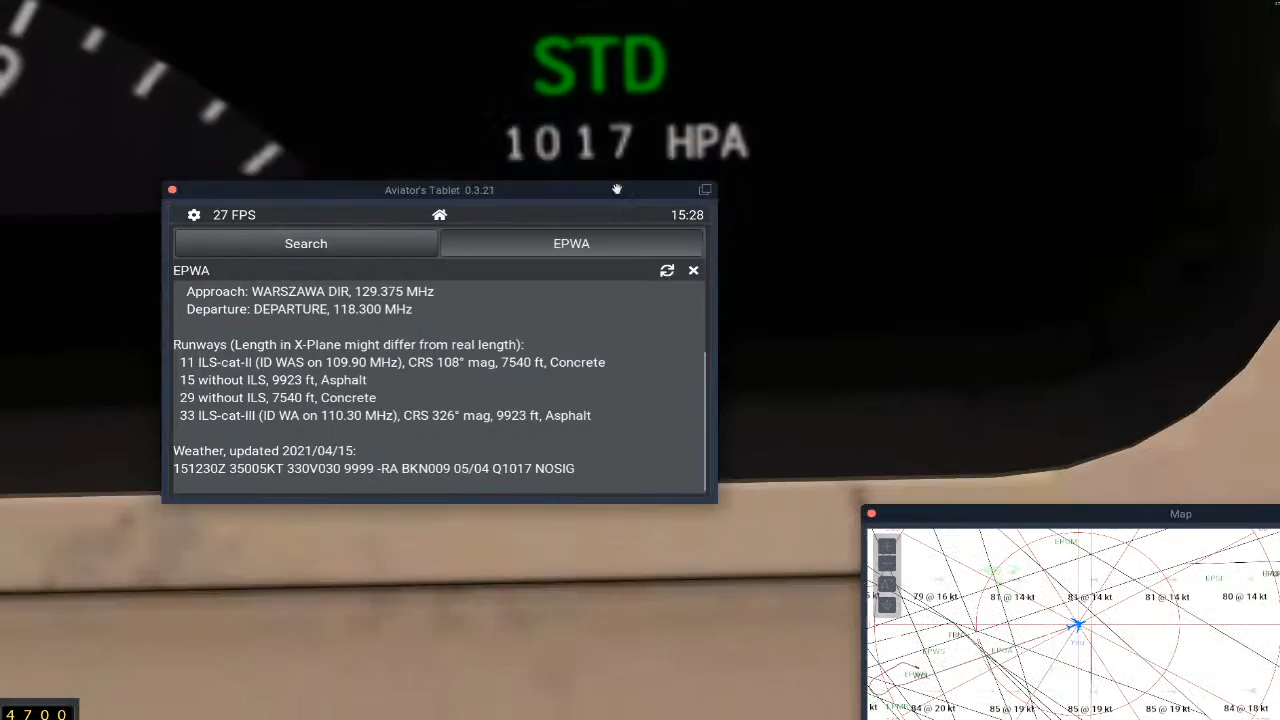 STD
1017 HPA
Aviator's Tablet 0.3.21
27 FPS
15:28
Search
EPWA
EPWA
Approach: WARSZAWA DIR, 129.375 MHz
Departure: DEPARTURE, 118.300 MHz
Runways (Length in X-Plane might differ from real length):
11 ILS-cat-II (ID WAS on 109.90 MHz), CRS 108° mag, 7540 ft, Concrete
15 without ILS, 9923 ft, Asphalt
29 without ILS, 7540 ft, Concrete
33 ILS-cat-III (ID WA on 110.30 MHz), CRS 326° mag, 9923 ft, Asphalt
Weather, updated 2021/04/15:
151230Z 35005KT 330V030 9999 -RA BKN009 05/04 Q1017 NOSIG
Map
79 @ 16 kt
81 @ 14 kt
81 @ 14 kt
81 @ 14 kt
80 @ 14 kt
You
kt
84 @ 20 kt
85 @ 19 kt
85 @ 19 kt
85 @ 19 kt
84 @ 18 kt
4700